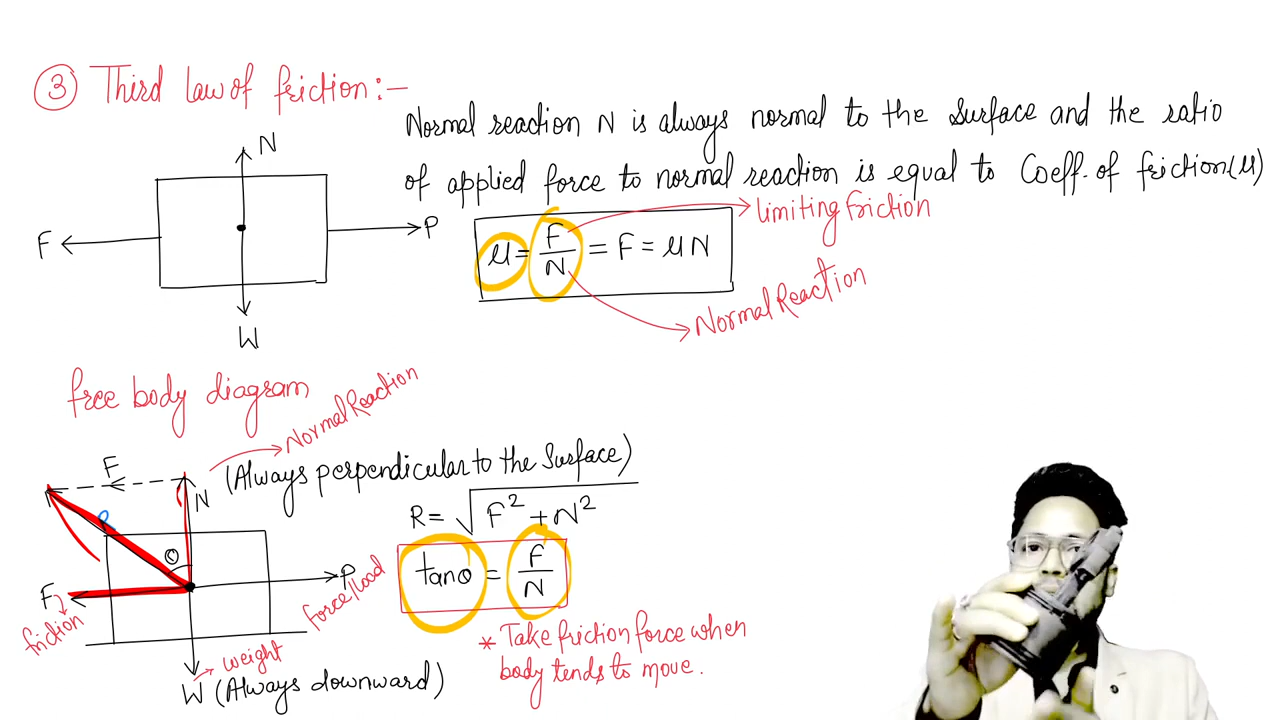 ③ Third law of friction:-
Normal reaction N is always normal to the surface and the ratio
of applied force to normal reaction is equal to Coeff. of friction(μ)
N
F
P
W
μ = F/N = F = μN
Limiting friction
Normal Reaction
free body diagram
Normal Reaction
F
N
(Always perpendicular to the surface)
R
R = √F² + N²
θ
F
P
friction
force/load
tanθ = F/N
weight
W (Always downward)
* Take friction force when
body tends to move.